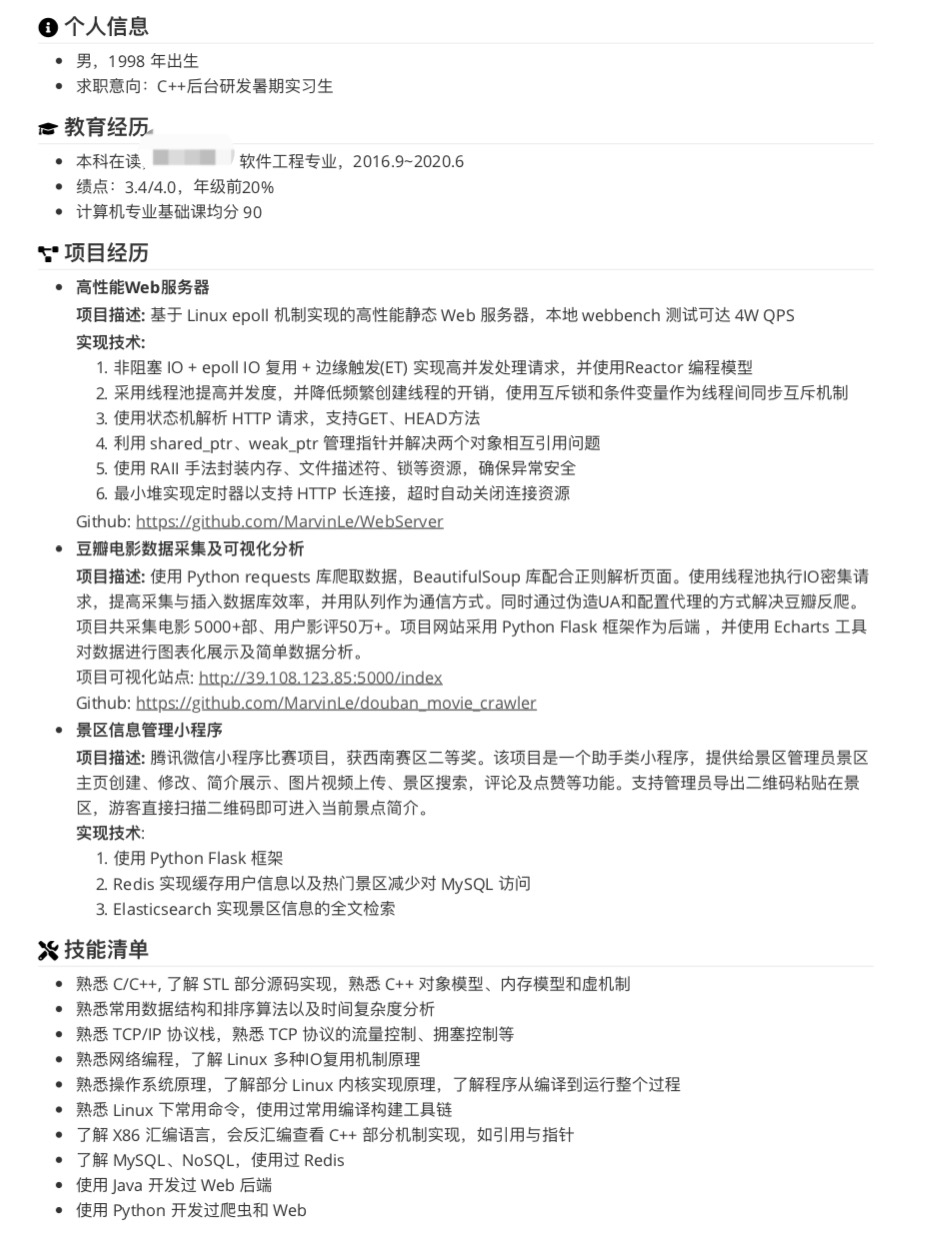 个人信息
男，1998 年出生
求职意向：C++后台研发暑期实习生
教育经历
本科在读, 软件工程专业，2016.9~2020.6
绩点：3.4/4.0，年级前20%
计算机专业基础课均分 90
项目经历
高性能Web服务器
项目描述: 基于 Linux epoll 机制实现的高性能静态 Web 服务器，本地 webbench 测试可达 4W QPS
实现技术:
1. 非阻塞 IO + epoll IO 复用 + 边缘触发(ET) 实现高并发处理请求，并使用Reactor 编程模型
2. 采用线程池提高并发度，并降低频繁创建线程的开销，使用互斥锁和条件变量作为线程间同步互斥机制
3. 使用状态机解析 HTTP 请求，支持GET、HEAD方法
4. 利用 shared_ptr、weak_ptr 管理指针并解决两个对象相互引用问题
5. 使用 RAII 手法封装内存、文件描述符、锁等资源，确保异常安全
6. 最小堆实现定时器以支持 HTTP 长连接，超时自动关闭连接资源
Github: https://github.com/MarvinLe/WebServer
豆瓣电影数据采集及可视化分析
项目描述: 使用 Python requests 库爬取数据，BeautifulSoup 库配合正则解析页面。使用线程池执行IO密集请
求，提高采集与插入数据库效率，并用队列作为通信方式。同时通过伪造UA和配置代理的方式解决豆瓣反爬。
项目共采集电影 5000+部、用户影评50万+。项目网站采用 Python Flask 框架作为后端 ，并使用 Echarts 工具
对数据进行图表化展示及简单数据分析。
项目可视化站点: http://39.108.123.85:5000/index
Github: https://github.com/MarvinLe/douban_movie_crawler
景区信息管理小程序
项目描述: 腾讯微信小程序比赛项目，获西南赛区二等奖。该项目是一个助手类小程序，提供给景区管理员景区
主页创建、修改、简介展示、图片视频上传、景区搜索，评论及点赞等功能。支持管理员导出二维码粘贴在景
区，游客直接扫描二维码即可进入当前景点简介。
实现技术:
1. 使用 Python Flask 框架
2. Redis 实现缓存用户信息以及热门景区减少对 MySQL 访问
3. Elasticsearch 实现景区信息的全文检索
技能清单
熟悉 C/C++, 了解 STL 部分源码实现，熟悉 C++ 对象模型、内存模型和虚机制
熟悉常用数据结构和排序算法以及时间复杂度分析
熟悉 TCP/IP 协议栈，熟悉 TCP 协议的流量控制、拥塞控制等
熟悉网络编程，了解 Linux 多种IO复用机制原理
熟悉操作系统原理，了解部分 Linux 内核实现原理，了解程序从编译到运行整个过程
熟悉 Linux 下常用命令，使用过常用编译构建工具链
了解 X86 汇编语言，会反汇编查看 C++ 部分机制实现，如引用与指针
了解 MySQL、NoSQL，使用过 Redis
使用 Java 开发过 Web 后端
使用 Python 开发过爬虫和 Web